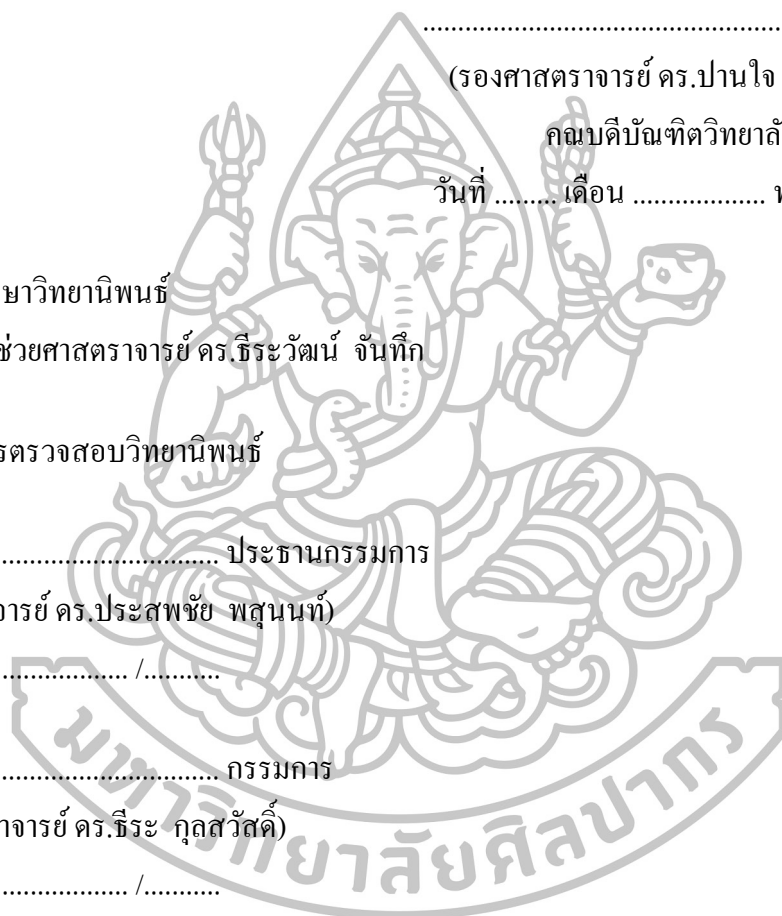 ........................................................
(รองศาสตราจารย์ ดร.ปานใจ
คณบดีบัณฑิตวิทยาลั
วันที่ ......... เดือน ...................
ษาวิทยานิพนธ์
ช่วยศาสตราจารย์ ดร.ธีระวัฒน์ จันทึก
รตรวจสอบวิทยานิพนธ์
................................ ประธานกรรมการ
จารย์ ดร.ประสพชัย พสุนนท์)
.................. /...........
................................ กรรมการ
าจารย์ ดร.ธีระ กุลสวัสดิ์)
.................. /...........
มหาวิทยาลัยศิลปากร